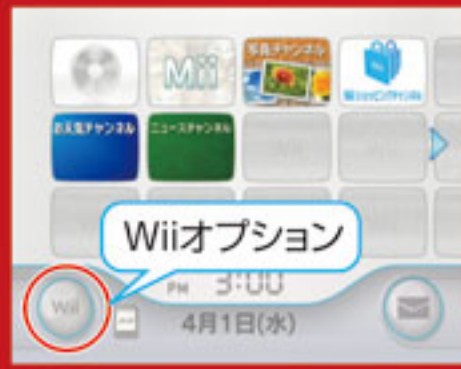 Mii
写真チャンネル
Wiiショッピングチャンネル
お天気チャンネル
ニュースチャンネル
Wiiオプション
Wii
PM 3:00
4月1日(水)